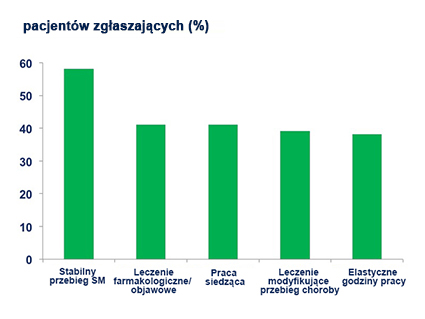 pacjentów zgłaszających (%)
60
50
40
30
20
10
0
Stabilny
przebieg SM
Leczenie
farmakologiczne/
objawowe
Praca
siedząca
Leczenie
modyfikujące
przebieg choroby
Elastyczne
godziny pracy